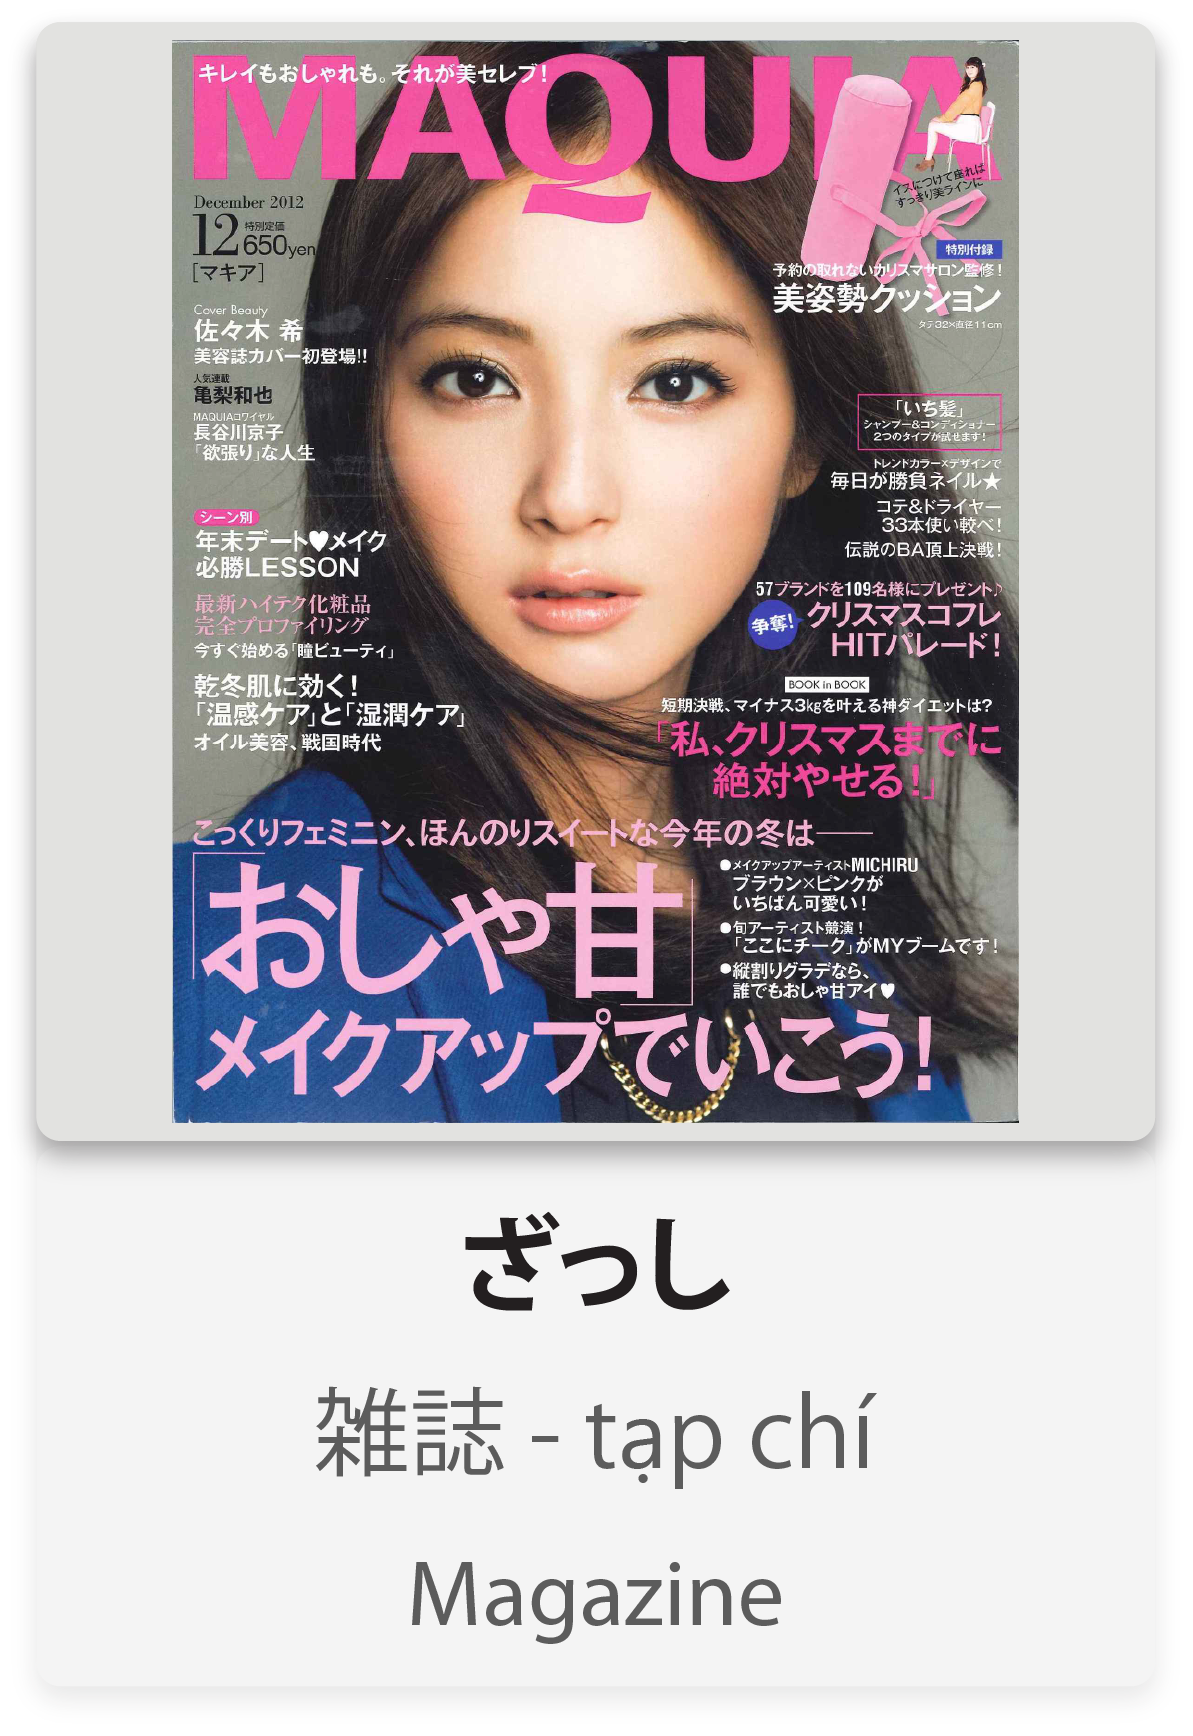 キレイもおしゃれも。それが美セレブ!
MAQUIA
December 2012
12 特別定価 650yen
[マキア]
イスにつけて座れば
すっきり美ラインに
特別付録
予約の取れないカリスマサロン監修!
美姿勢クッション
タテ32×直径11cm
Cover Beauty
佐々木 希
美容誌カバー初登場!!
人気連載
亀梨和也
MAQUIAロワイヤル
長谷川京子
「欲張り」な人生
「いち髪」
シャンプー&コンディショナー
2つのタイプが試せます!
トレンドカラー×デザインで
毎日が勝負ネイル★
コテ&ドライヤー
33本使い較べ!
伝説のBA頂上決戦!
シーン別
年末デート♥メイク
必勝LESSON
最新ハイテク化粧品
完全プロファイリング
今すぐ始める「瞳ビューティ」
乾冬肌に効く!
「温感ケア」と「湿潤ケア」
オイル美容、戦国時代
57ブランドを109名様にプレゼント♪
争奪! クリスマスコフレ
HITパレード!
BOOK in BOOK
短期決戦、マイナス3kgを叶える神ダイエットは?
「私、クリスマスまでに
絶対やせる!」
こっくりフェミニン、ほんのりスイートな今年の冬は——
「おしゃ甘」
メイクアップでいこう!
●メイクアップアーティストMICHIRU
ブラウン×ピンクが
いちばん可愛い!
●旬アーティスト競演!
「ここにチーク」がMYブームです!
●縦割りグラデなら、
誰でもおしゃ甘アイ♥
ざっし
雑誌 - tạp chí
Magazine